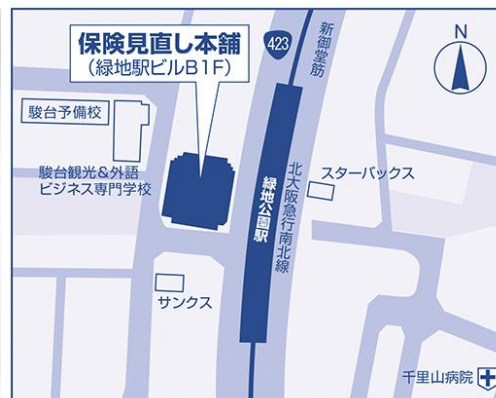 保険見直し本舗
(緑地駅ビルB1F)
423
新御堂筋
N
駿台予備校
駿台観光&外語
ビジネス専門学校
緑地公園駅
北大阪急行南北線
スターバックス
サンクス
千里山病院